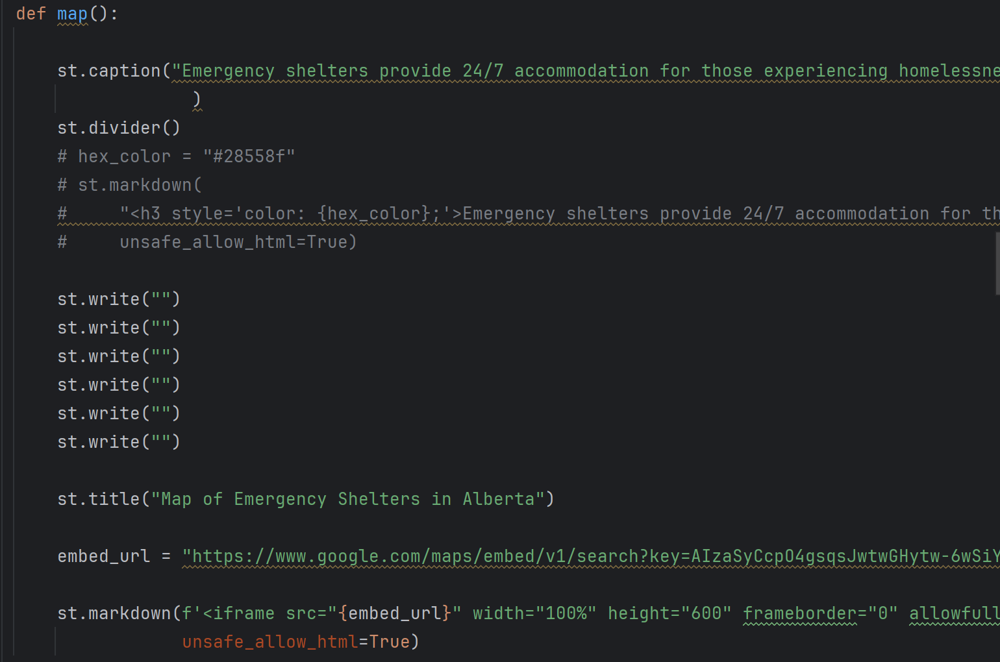 def map():
st.caption("Emergency shelters provide 24/7 accommodation for those experiencing homelessne
)
st.divider()
# hex_color = "#28558f"
# st.markdown(
#     "<h3 style='color: {hex_color};'>Emergency shelters provide 24/7 accommodation for th
#     unsafe_allow_html=True)
st.write("")
st.write("")
st.write("")
st.write("")
st.write("")
st.write("")
st.title("Map of Emergency Shelters in Alberta")
embed_url = "https://www.google.com/maps/embed/v1/search?key=AIzaSyCcpO4gsqsJwtwGHytw-6wSiY
st.markdown(f'<iframe src="{embed_url}" width="100%" height="600" frameborder="0" allowfull
unsafe_allow_html=True)